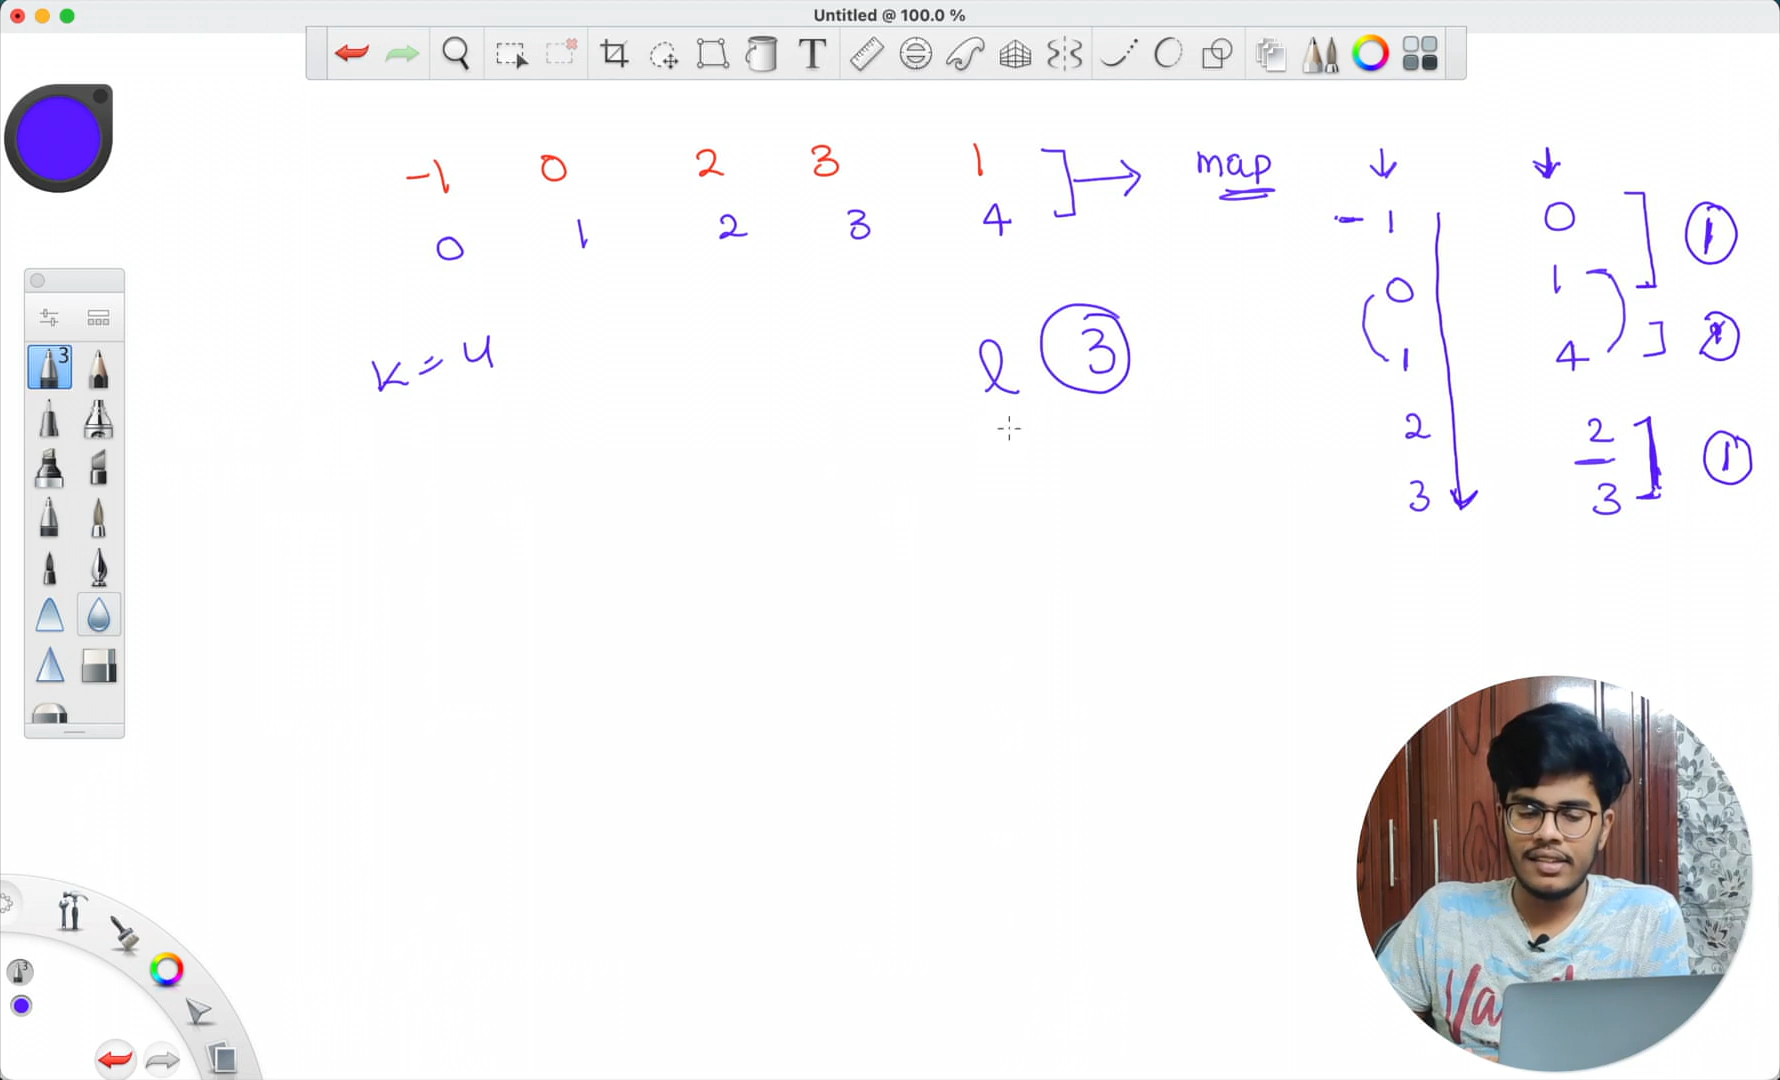 Untitled @ 100.0 %
T
-1 0 2 3 1 map
0 1 2 3 4
-1 0 1
0 1
1 4
2 2 1
3 3
k = 4
l 3
3
Va